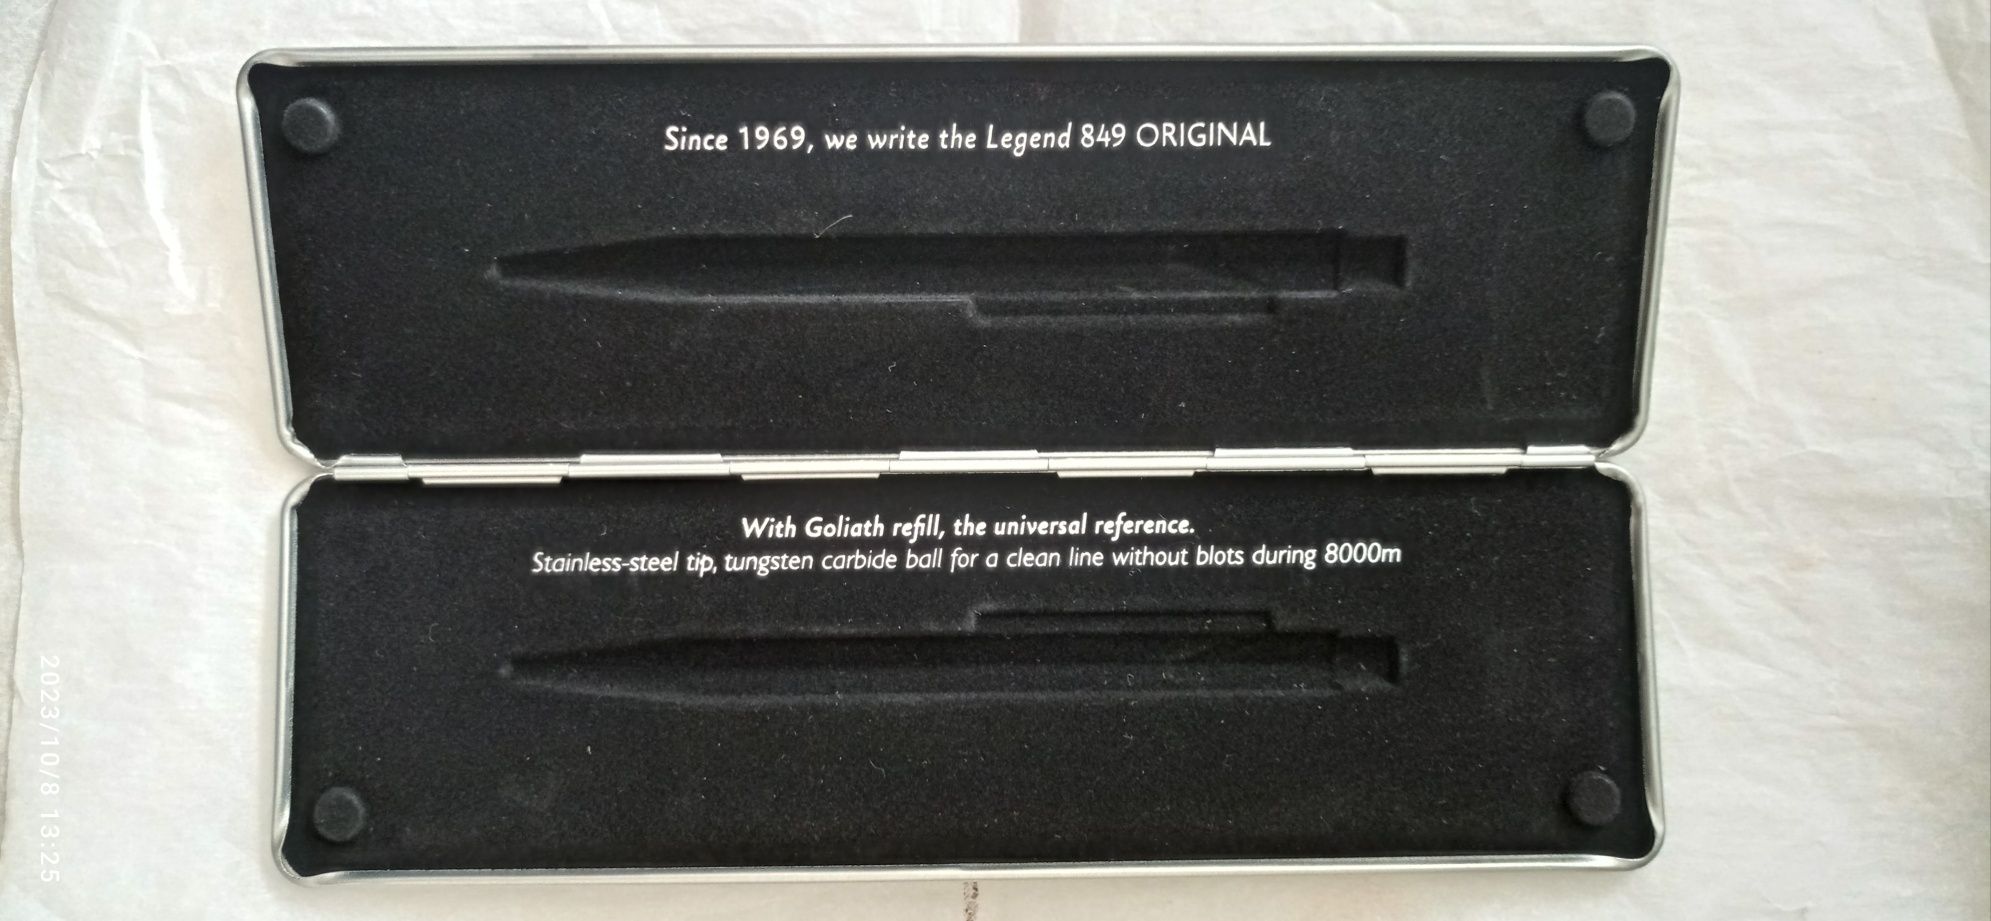 Since 1969, we write the Legend 849 ORIGINAL
With Goliath refill, the universal reference.
Stainless-steel tip, tungsten carbide ball for a clean line without blots during 8000m
2023/10/8 13:25